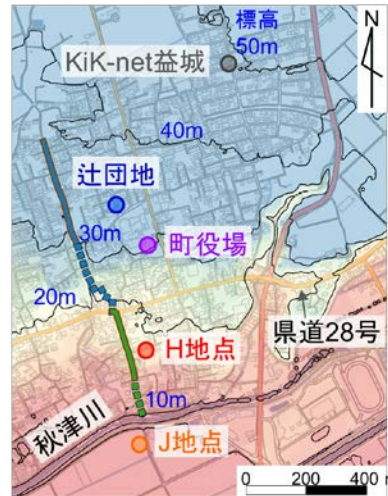 標高
50m
N
KiK-net益城
40m
辻団地
30m
町役場
20m
県道28号
H地点
10m
秋津川
J地点
0 200 400 m